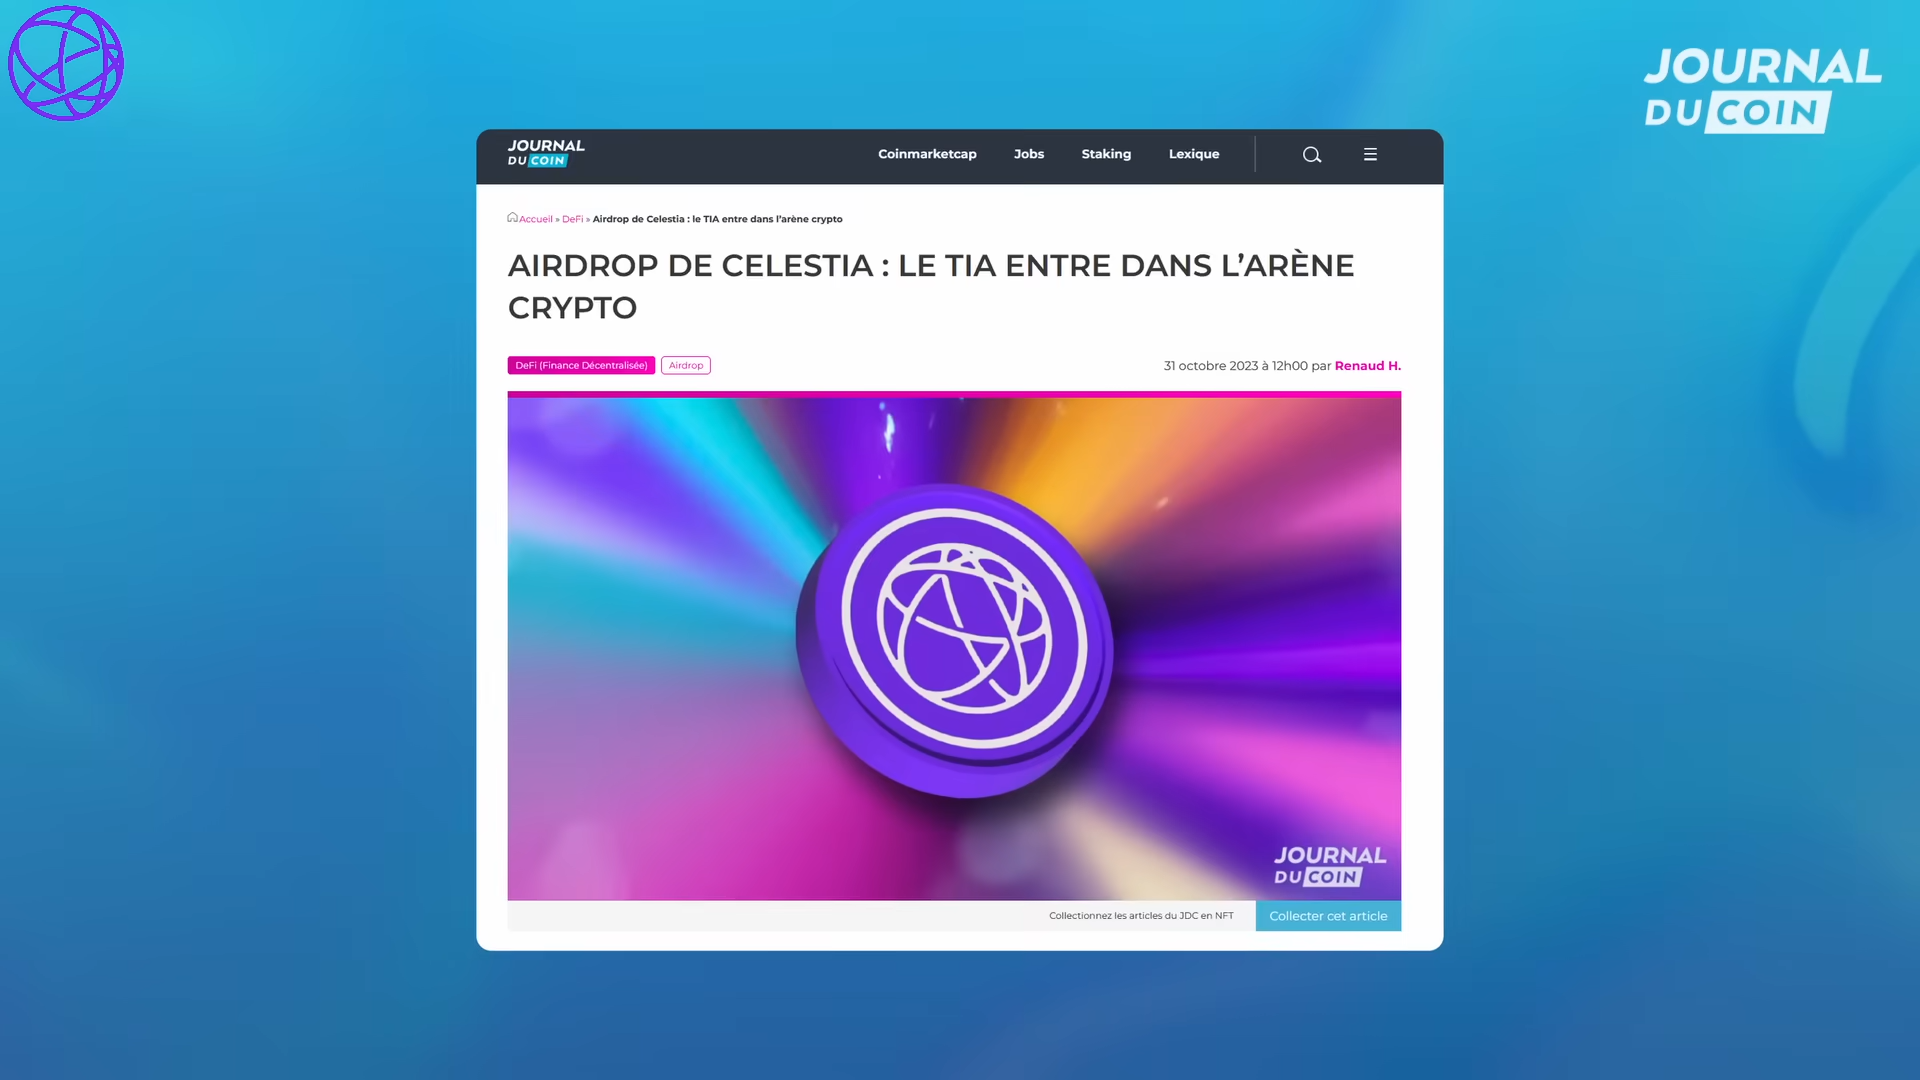 JOURNAL
DU COIN
JOURNAL
DU COIN
Coinmarketcap Jobs Staking Lexique
Accueil » DeFi » Airdrop de Celestia : le TIA entre dans l’arène crypto
AIRDROP DE CELESTIA : LE TIA ENTRE DANS L’ARÈNE
CRYPTO
DeFi (Finance Décentralisée) Airdrop
31 octobre 2023 à 12h00 par Renaud H.
JOURNAL
DU COIN
Collectionnez les articles du JDC en NFT
Collecter cet article